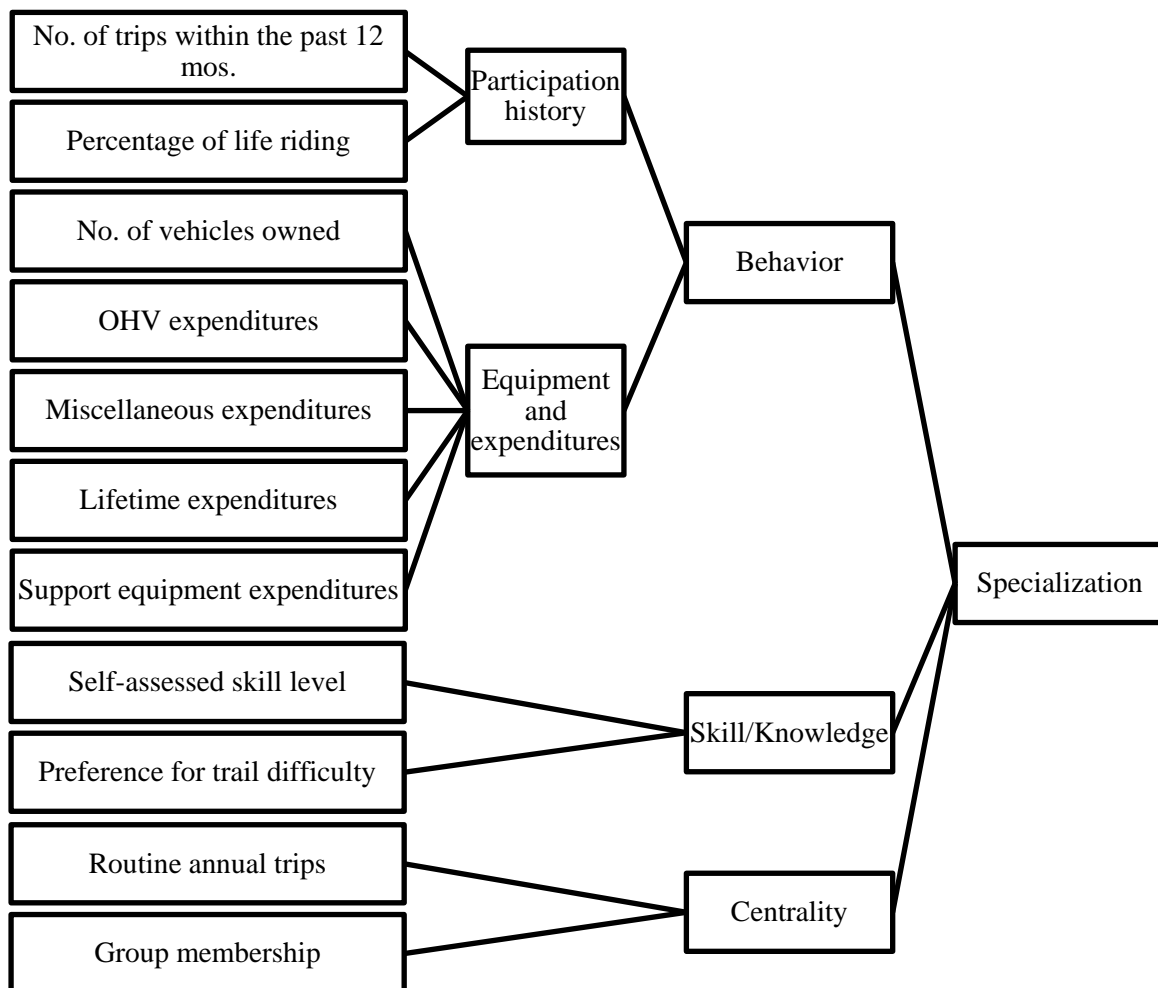 No. of trips within the past 12
mos.
Percentage of life riding
No. of vehicles owned
OHV expenditures
Miscellaneous expenditures
Lifetime expenditures
Support equipment expenditures
Self-assessed skill level
Preference for trail difficulty
Routine annual trips
Group membership
Participation
history
Equipment
and
expenditures
Behavior
Skill/Knowledge
Centrality
Specialization